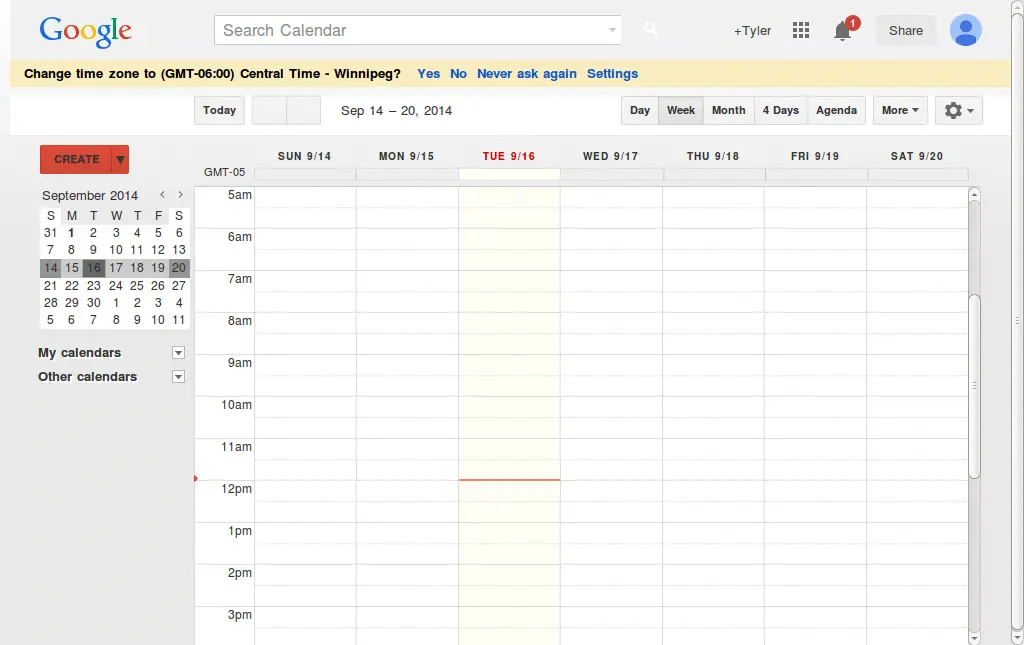 Google
Search Calendar
+Tyler
1
Share
Change time zone to (GMT-06:00) Central Time - Winnipeg? Yes No Never ask again Settings
Today
Sep 14 – 20, 2014
Day Week Month 4 Days Agenda
More
CREATE
September 2014
S M T W T F S
31 1 2 3 4 5 6
7 8 9 10 11 12 13
14 15 16 17 18 19 20
21 22 23 24 25 26 27
28 29 30 1 2 3 4
5 6 7 8 9 10 11
My calendars
Other calendars
SUN 9/14 MON 9/15 TUE 9/16 WED 9/17 THU 9/18 FRI 9/19 SAT 9/20
GMT-05
5am
6am
7am
8am
9am
10am
11am
12pm
1pm
2pm
3pm